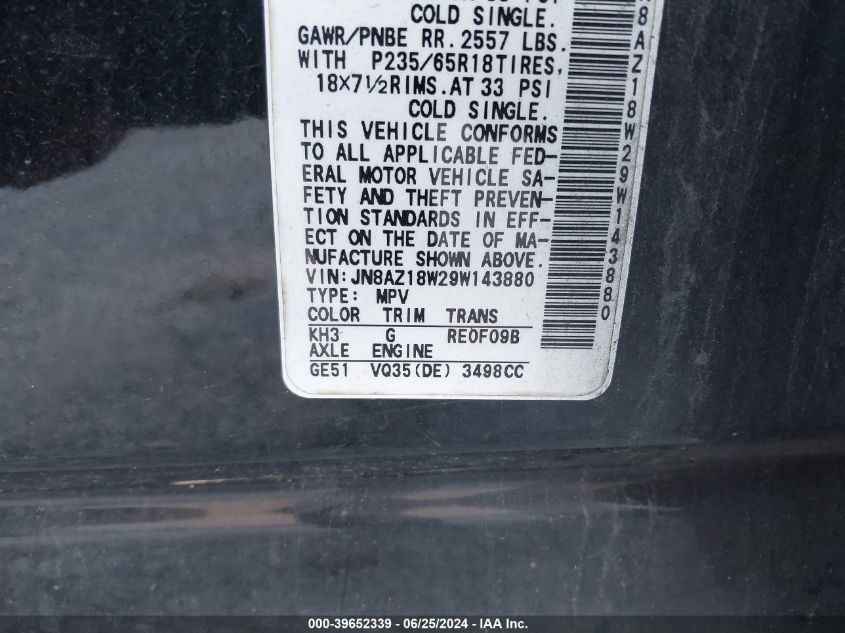 COLD SINGLE.
GAWR/PNBE RR. 2557 LBS.
WITH P235/65R18TIRES,
18X7½RIMS. AT 33 PSI
COLD SINGLE.
THIS VEHICLE CONFORMS
TO ALL APPLICABLE FED-
ERAL MOTOR VEHICLE SA-
FETY AND THEFT PREVEN-
TION STANDARDS IN EFF-
ECT ON THE DATE OF MA-
NUFACTURE SHOWN ABOVE.
VIN:JN8AZ18W29W143880
TYPE: MPV
COLOR TRIM TRANS
KH3 G RE0F09B
AXLE ENGINE
GE51 VQ35(DE) 3498CC
8AZ18W29W143880
000-39652339 - 06/25/2024 - IAA Inc.